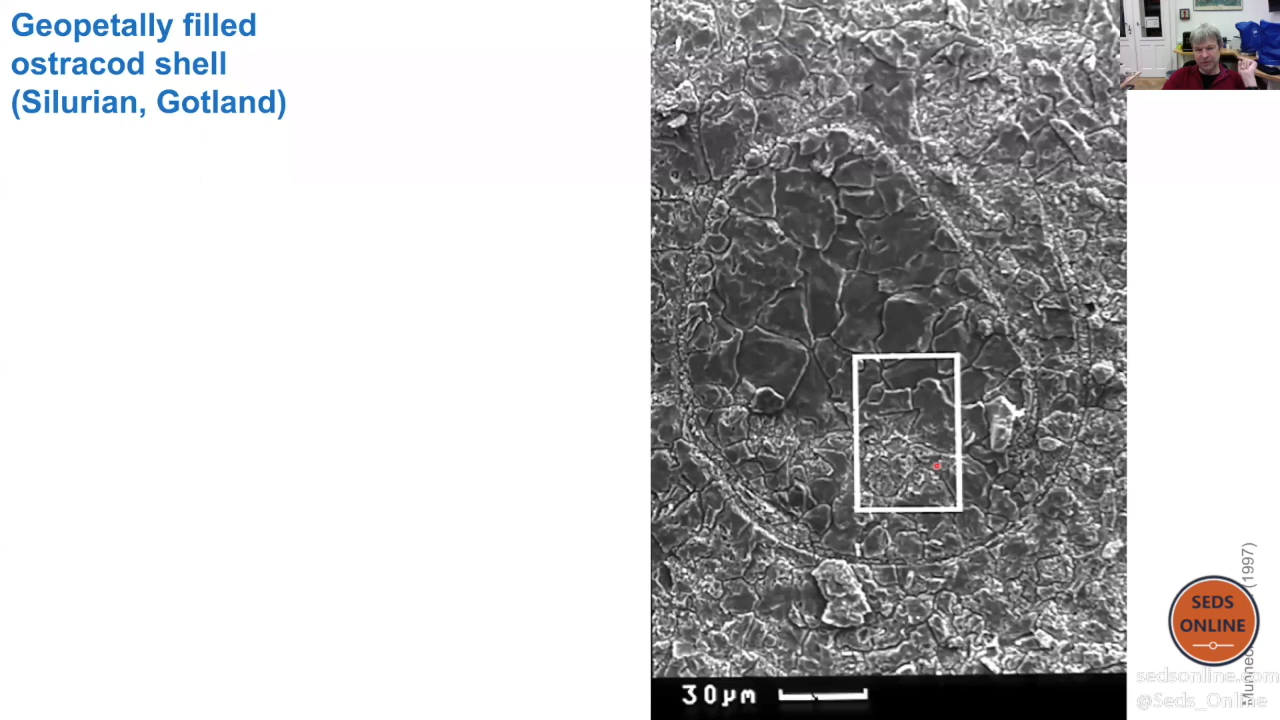 Geopetally filled
ostracod shell
(Silurian, Gotland)
30µm
(1997)
SEDS
ONLINE
sedsonline.com
@Seds_Online